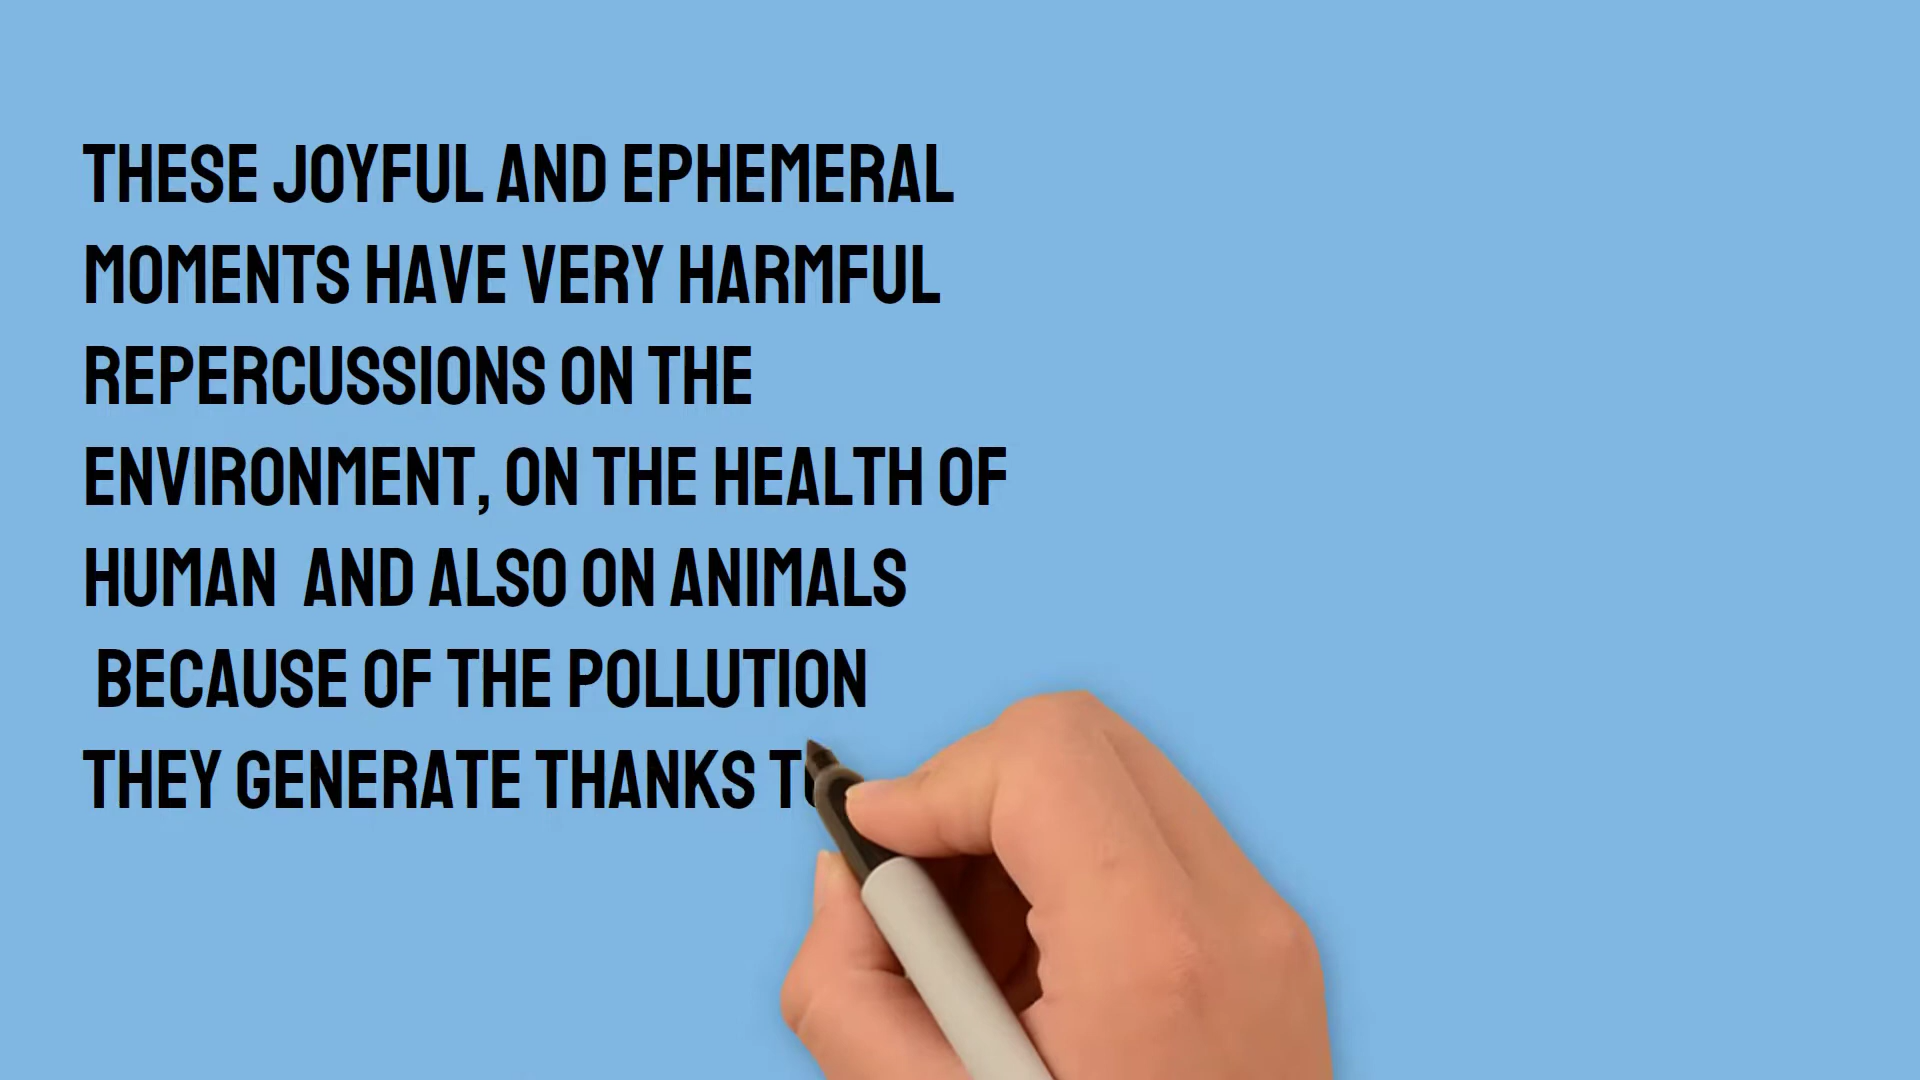 THESE JOYFUL AND EPHEMERAL
MOMENTS HAVE VERY HARMFUL
REPERCUSSIONS ON THE
ENVIRONMENT, ON THE HEALTH OF
HUMAN AND ALSO ON ANIMALS
BECAUSE OF THE POLLUTION
THEY GENERATE THANKS